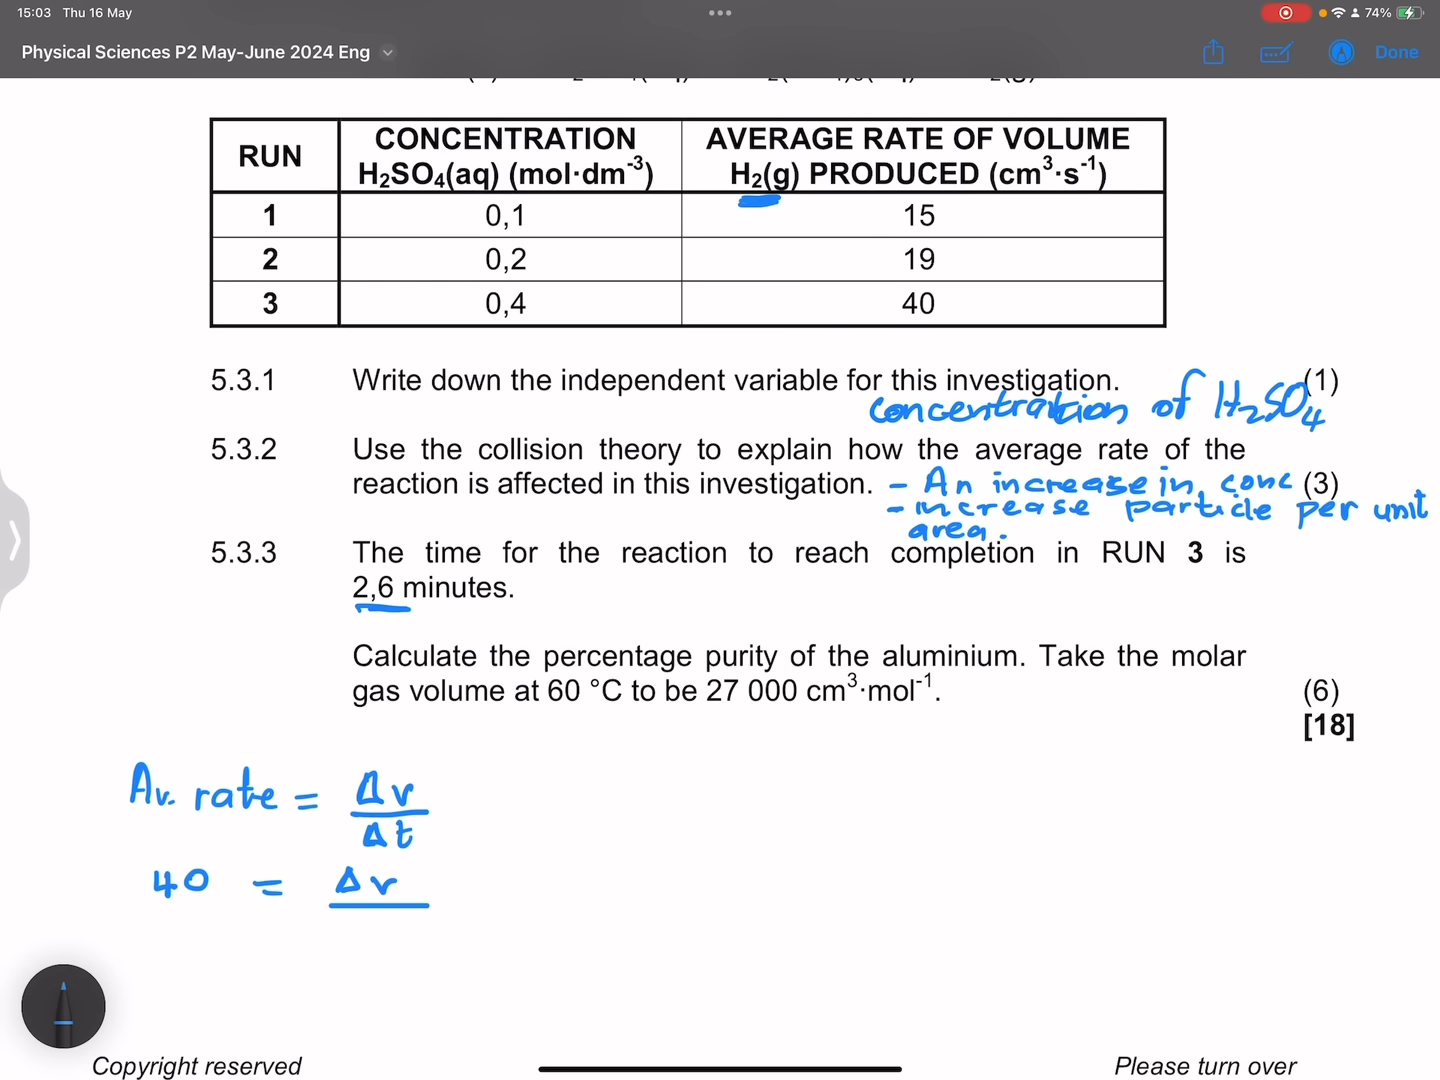 15:03 Thu 16 May
74%
Physical Sciences P2 May-June 2024 Eng
Done
RUN
CONCENTRATION
H₂SO₄(aq) (mol·dm⁻³)
AVERAGE RATE OF VOLUME
H₂(g) PRODUCED (cm³·s⁻¹)
1 0,1 15
2 0,2 19
3 0,4 40
5.3.1 Write down the independent variable for this investigation. (1)
concentration of H₂SO₄
5.3.2 Use the collision theory to explain how the average rate of the
reaction is affected in this investigation. - An increase in conc (3)
- increase particle per unit
area.
5.3.3 The time for the reaction to reach completion in RUN 3 is
2,6 minutes.
Calculate the percentage purity of the aluminium. Take the molar
gas volume at 60 °C to be 27 000 cm³·mol⁻¹. (6)
[18]
Av. rate = Δv
Δt
40 = Δv
Copyright reserved
Please turn over